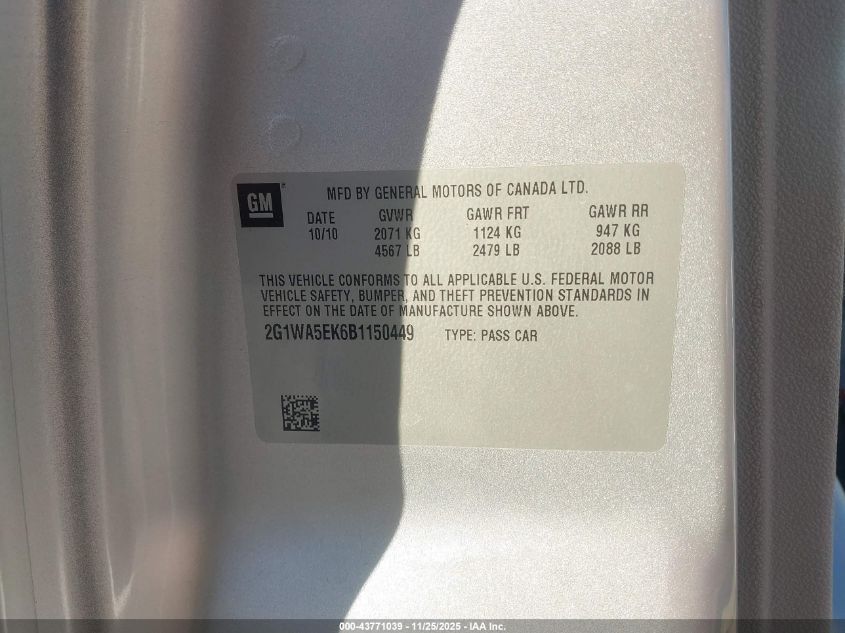 GM
MFD BY GENERAL MOTORS OF CANADA LTD.
DATE GVWR GAWR FRT GAWR RR
10/10 2071 KG 1124 KG 947 KG
4567 LB 2479 LB 2088 LB
THIS VEHICLE CONFORMS TO ALL APPLICABLE U.S. FEDERAL MOTOR
VEHICLE SAFETY, BUMPER, AND THEFT PREVENTION STANDARDS IN
EFFECT ON THE DATE OF MANUFACTURE SHOWN ABOVE.
2G1WA5EK6B1150449 TYPE: PASS CAR
000-43771039 - 11/25/2025 - IAA Inc.